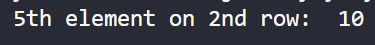 5th element on 2nd row:  10